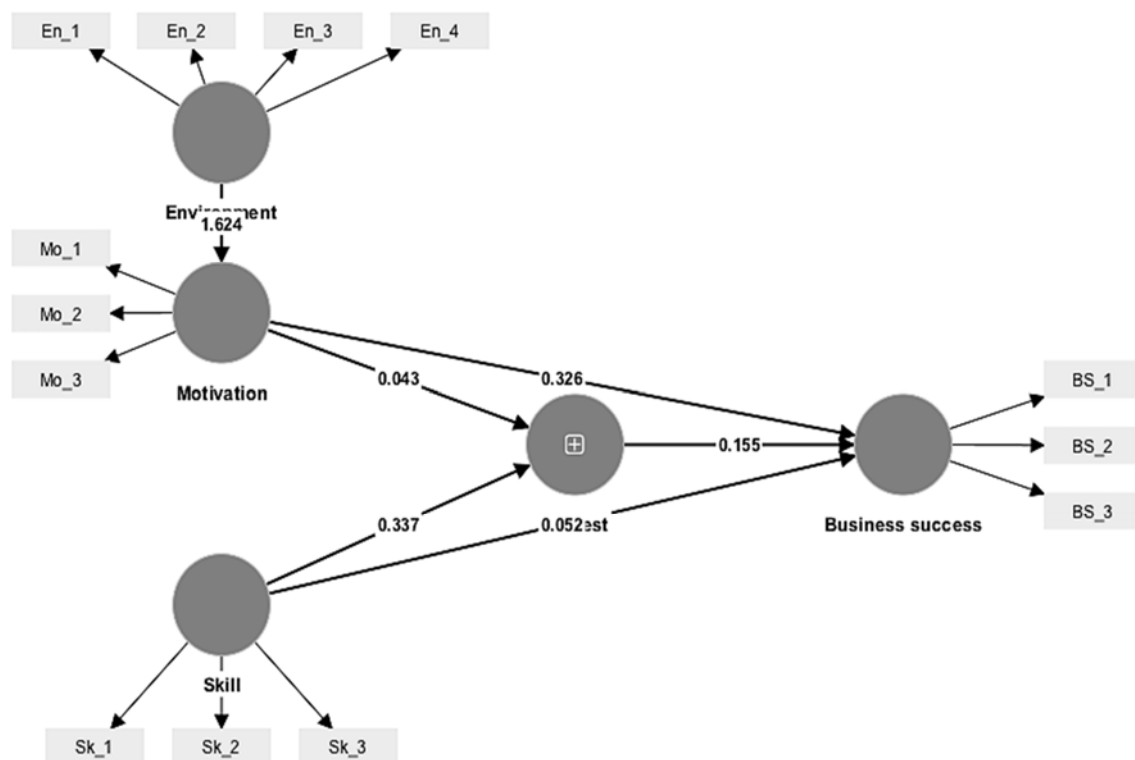 En_1
En_2
En_3
En_4
Environment
1.624
Mo_1
Mo_2
Mo_3
Motivation
0.043
0.326
0.155
BS_1
BS_2
BS_3
Business success
0.337
0.052
Skill
Sk_1
Sk_2
Sk_3